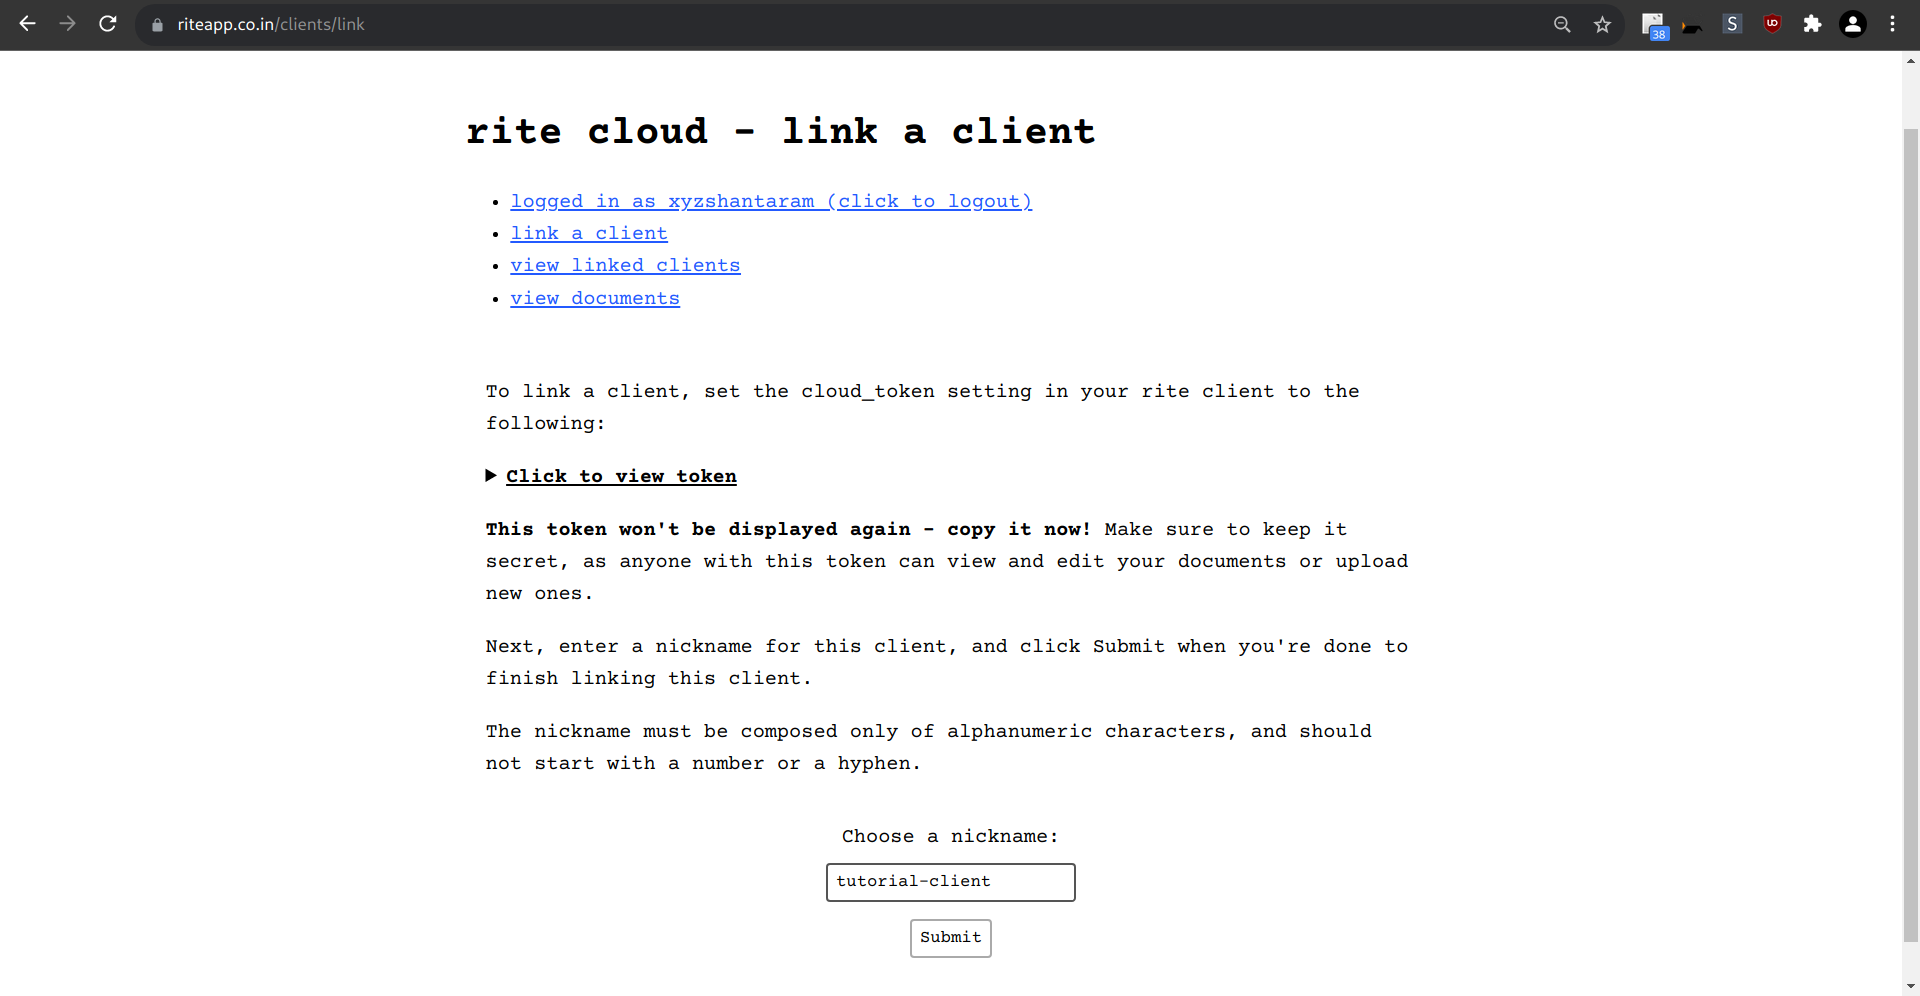 riteapp.co.in/clients/link
38
S
rite cloud - link a client
logged in as xyzshantaram (click to logout)
link a client
view linked clients
view documents
To link a client, set the cloud_token setting in your rite client to the
following:
Click to view token
This token won't be displayed again - copy it now! Make sure to keep it
secret, as anyone with this token can view and edit your documents or upload
new ones.
Next, enter a nickname for this client, and click Submit when you're done to
finish linking this client.
The nickname must be composed only of alphanumeric characters, and should
not start with a number or a hyphen.
Choose a nickname:
tutorial-client
Submit